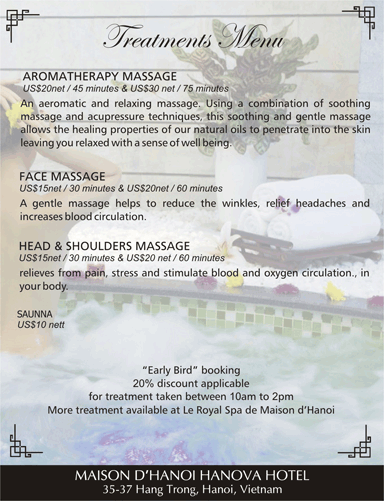 Treatments Menu
AROMATHERAPY MASSAGE
US$20net / 45 minutes & US$30 net / 75 minutes
An aeromatic and relaxing massage. Using a combination of soothing
massage and acupressure techniques, this soothing and gentle massage
allows the healing properties of our natural oils to penetrate into the skin
leaving you relaxed with a sense of well being.
FACE MASSAGE
US$15net / 30 minutes & US$20net / 60 minutes
A gentle massage helps to reduce the winkles, relief headaches and
increases blood circulation.
HEAD & SHOULDERS MASSAGE
US$15net / 30 minutes & US$20 net / 60 minutes
relieves from pain, stress and stimulate blood and oxygen circulation., in
your body.
SAUNNA
US$10 nett
"Early Bird" booking
20% discount applicable
for treatment taken between 10am to 2pm
More treatment available at Le Royal Spa de Maison d'Hanoi
MAISON D'HANOI HANOVA HOTEL
35-37 Hang Trong, Hanoi, Vietnam